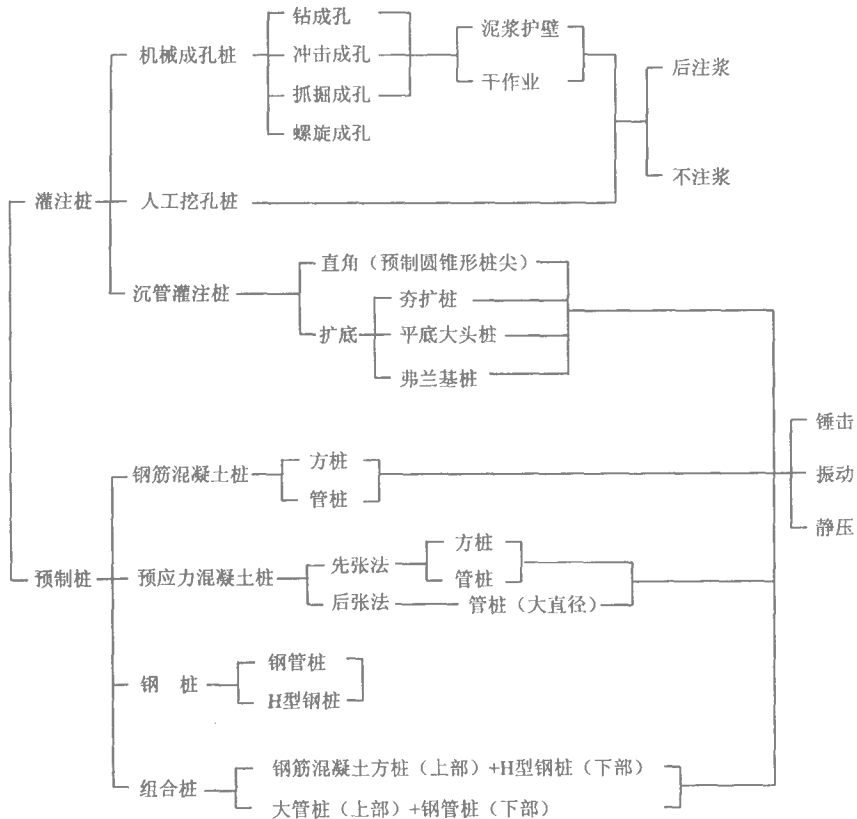 钻成孔
机械成孔桩
冲击成孔
抓掘成孔
螺旋成孔
泥浆护壁
干作业
后注浆
不注浆
灌注桩
人工挖孔桩
沉管灌注桩
直角（预制圆锥形桩尖）
扩底
夯扩桩
平底大头桩
弗兰基桩
锤击
振动
静压
钢筋混凝土桩
方桩
管桩
预制桩
预应力混凝土桩
先张法
方桩
管桩
后张法
管桩（大直径）
钢 桩
钢管桩
H型钢桩
组合桩
钢筋混凝土方桩（上部）+H型钢桩（下部）
大管桩（上部）+钢管桩（下部）